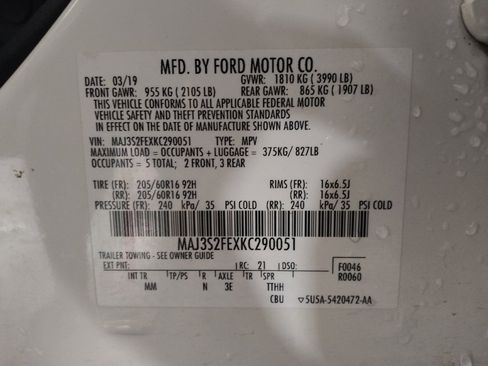 MFD. BY FORD MOTOR CO.
DATE: 03/19 GVWR: 1810 KG ( 3990 LB)
FRONT GAWR: 955 KG ( 2105 LB) REAR GAWR: 865 KG ( 1907 LB)
THIS VEHICLE CONFORMS TO ALL APPLICABLE FEDERAL MOTOR
VEHICLE SAFETY AND THEFT PREVENTION STANDARDS
IN EFFECT ON THE DATE OF MANUFACTURE SHOWN ABOVE.
VIN: MAJ3S2FEXKC290051 TYPE: MPV
MAXIMUM LOAD = OCCUPANTS + LUGGAGE = 375KG/ 827LB
OCCUPANTS = 5 TOTAL; 2 FRONT, 3 REAR
TIRE (FR): 205/60R16 92H RIMS (FR): 16x6.5J
(RR): 205/60R16 92H (RR): 16x6.5J
PRESSURE (FR): 240 kPa/ 35 PSI COLD (RR) 240 kPa/ 35 PSI COLD
MAJ3S2FEXKC290051
TRAILER TOWING - SEE OWNER GUIDE
EXT PNT: RC: 21 DSO: F0046
INT TR TP/PS R AXLE TR SPR R0060
MM N 3E TTHH
CBU ▽5U5A-5420472-AA